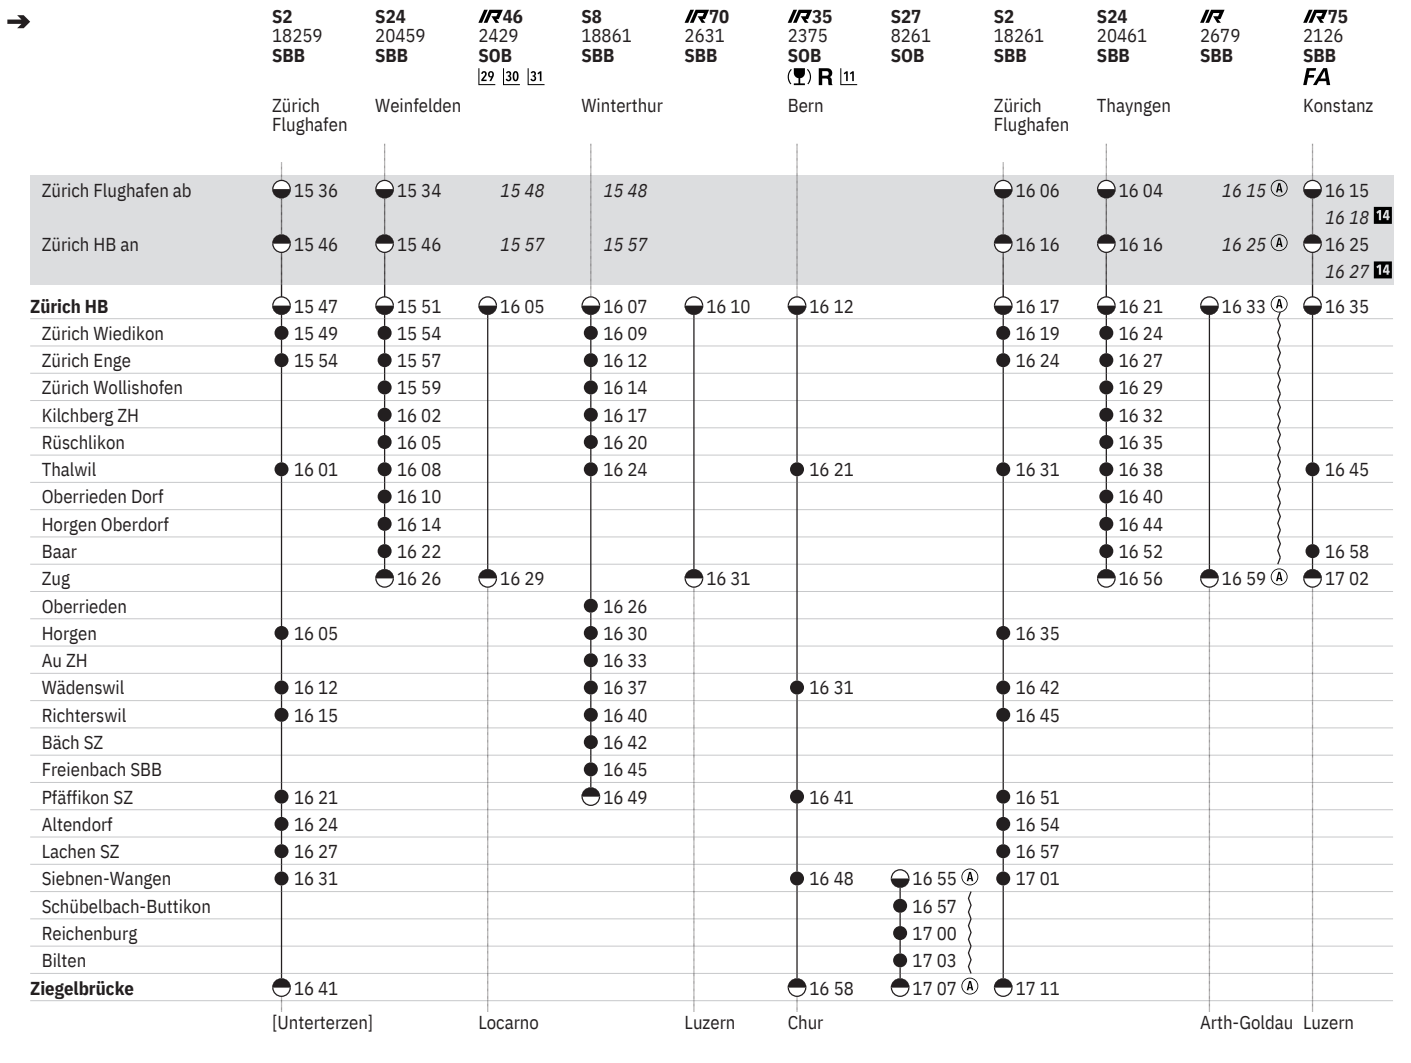 ➔ S2 S24 IR46 S8 IR70 IR35 S27 S2 S24 IR IR75
18259 20459 2429 18861 2631 2375 8261 18261 20461 2679 2126
SBB SBB SOB SBB SBB SOB SOB SBB SBB SBB SBB
29 30 31 R 11 FA
Zürich Weinfelden Winterthur Bern Zürich Thayngen Konstanz
Flughafen Flughafen
Zürich Flughafen ab 15 36 15 34 15 48 15 48 16 06 16 04 16 15 A 16 15
16 18 14
Zürich HB an 15 46 15 46 15 57 15 57 16 16 16 16 16 25 A 16 25
16 27 14
Zürich HB 15 47 15 51 16 05 16 07 16 10 16 12 16 17 16 21 16 33 A 16 35
Zürich Wiedikon 15 49 15 54 16 09 16 19 16 24
Zürich Enge 15 54 15 57 16 12 16 24 16 27
Zürich Wollishofen 15 59 16 14 16 29
Kilchberg ZH 16 02 16 17 16 32
Rüschlikon 16 05 16 20 16 35
Thalwil 16 01 16 08 16 24 16 21 16 31 16 38 16 45
Oberrieden Dorf 16 10 16 40
Horgen Oberdorf 16 14 16 44
Baar 16 22 16 52 16 58
Zug 16 26 16 29 16 31 16 56 16 59 A 17 02
Oberrieden 16 26
Horgen 16 05 16 30 16 35
Au ZH 16 33
Wädenswil 16 12 16 37 16 31 16 42
Richterswil 16 15 16 40 16 45
Bäch SZ 16 42
Freienbach SBB 16 45
Pfäffikon SZ 16 21 16 49 16 41 16 51
Altendorf 16 24 16 54
Lachen SZ 16 27 16 57
Siebnen-Wangen 16 31 16 48 16 55 A 17 01
Schübelbach-Buttikon 16 57
Reichenburg 17 00
Bilten 17 03
Ziegelbrücke 16 41 16 58 17 07 A 17 11
[Unterterzen] Locarno Luzern Chur Arth-Goldau Luzern